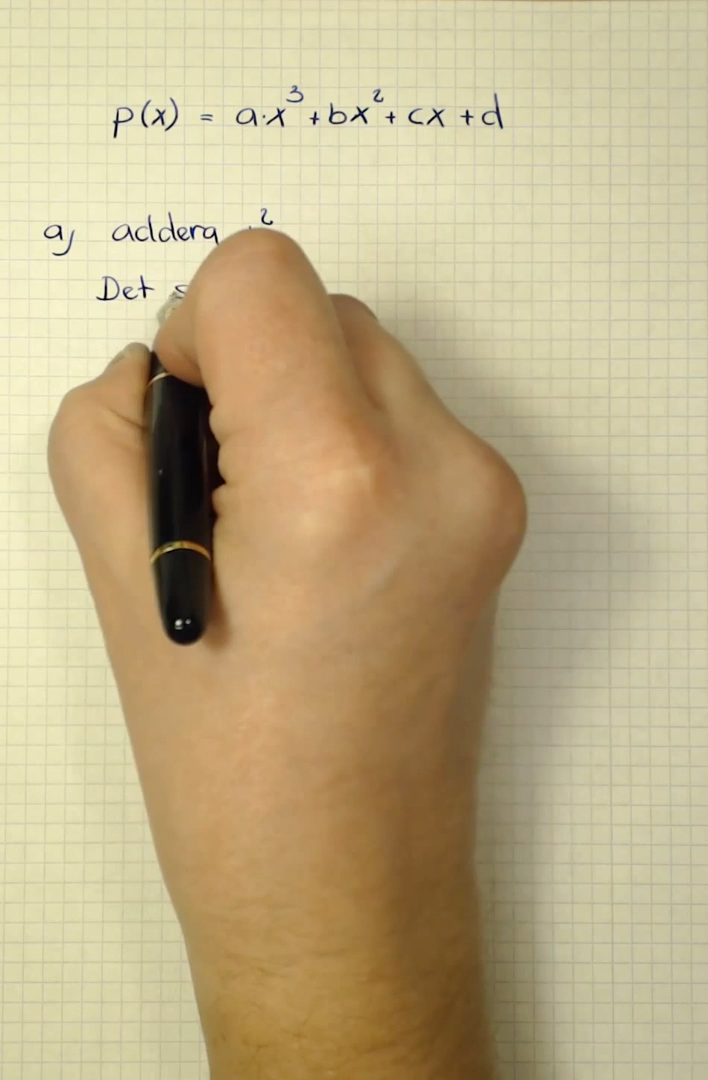 p(x) = a·x³ + bx² + cx + d
a) addera
Det